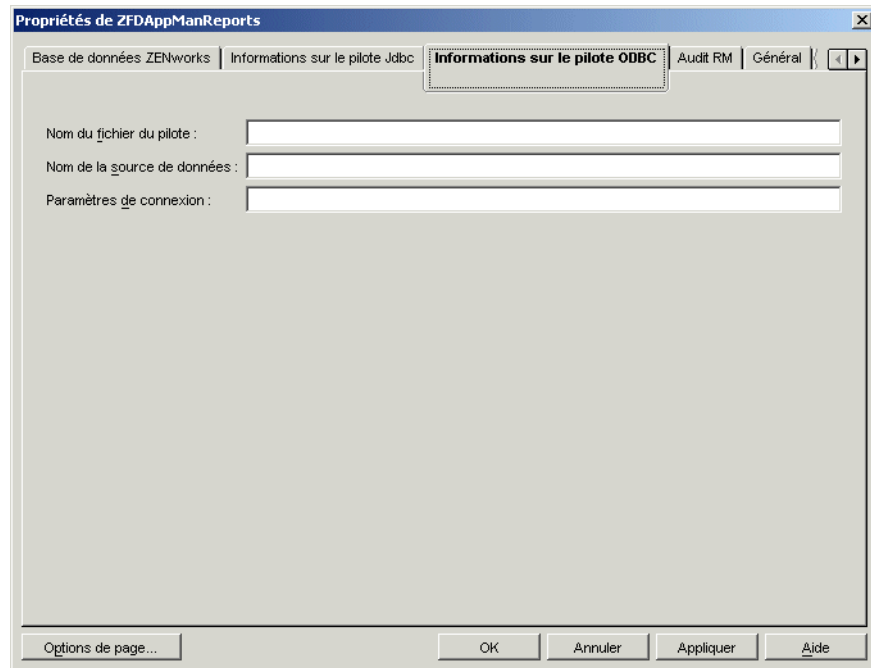 Propriétés de ZFDAppManReports
Base de données ZENworks Informations sur le pilote Jdbc Informations sur le pilote ODBC Audit RM Général
Nom du fichier du pilote :
Nom de la source de données :
Paramètres de connexion :
Options de page... OK Annuler Appliquer Aide